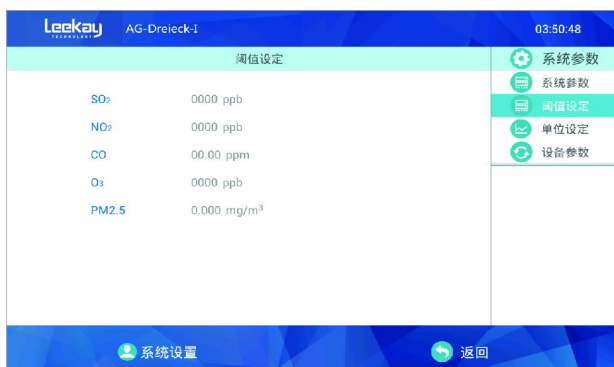 Leekay AG-Dreieck-I 03:50:48
TECHNOLOGY
阈值设定
SO₂ 0000 ppb
NO₂ 0000 ppb
CO 00.00 ppm
O₃ 0000 ppb
PM2.5 0.000 mg/m³
系统参数
系统参数
阈值设定
单位设定
设备参数
系统设置 返回